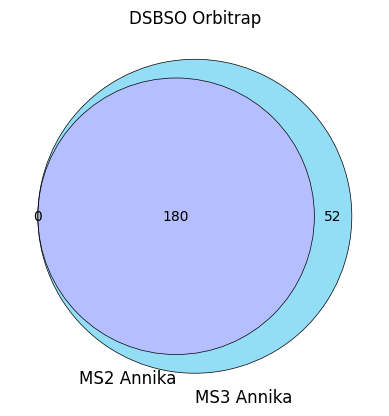 DSBSO Orbitrap
0
180
52
MS2 Annika
MS3 Annika